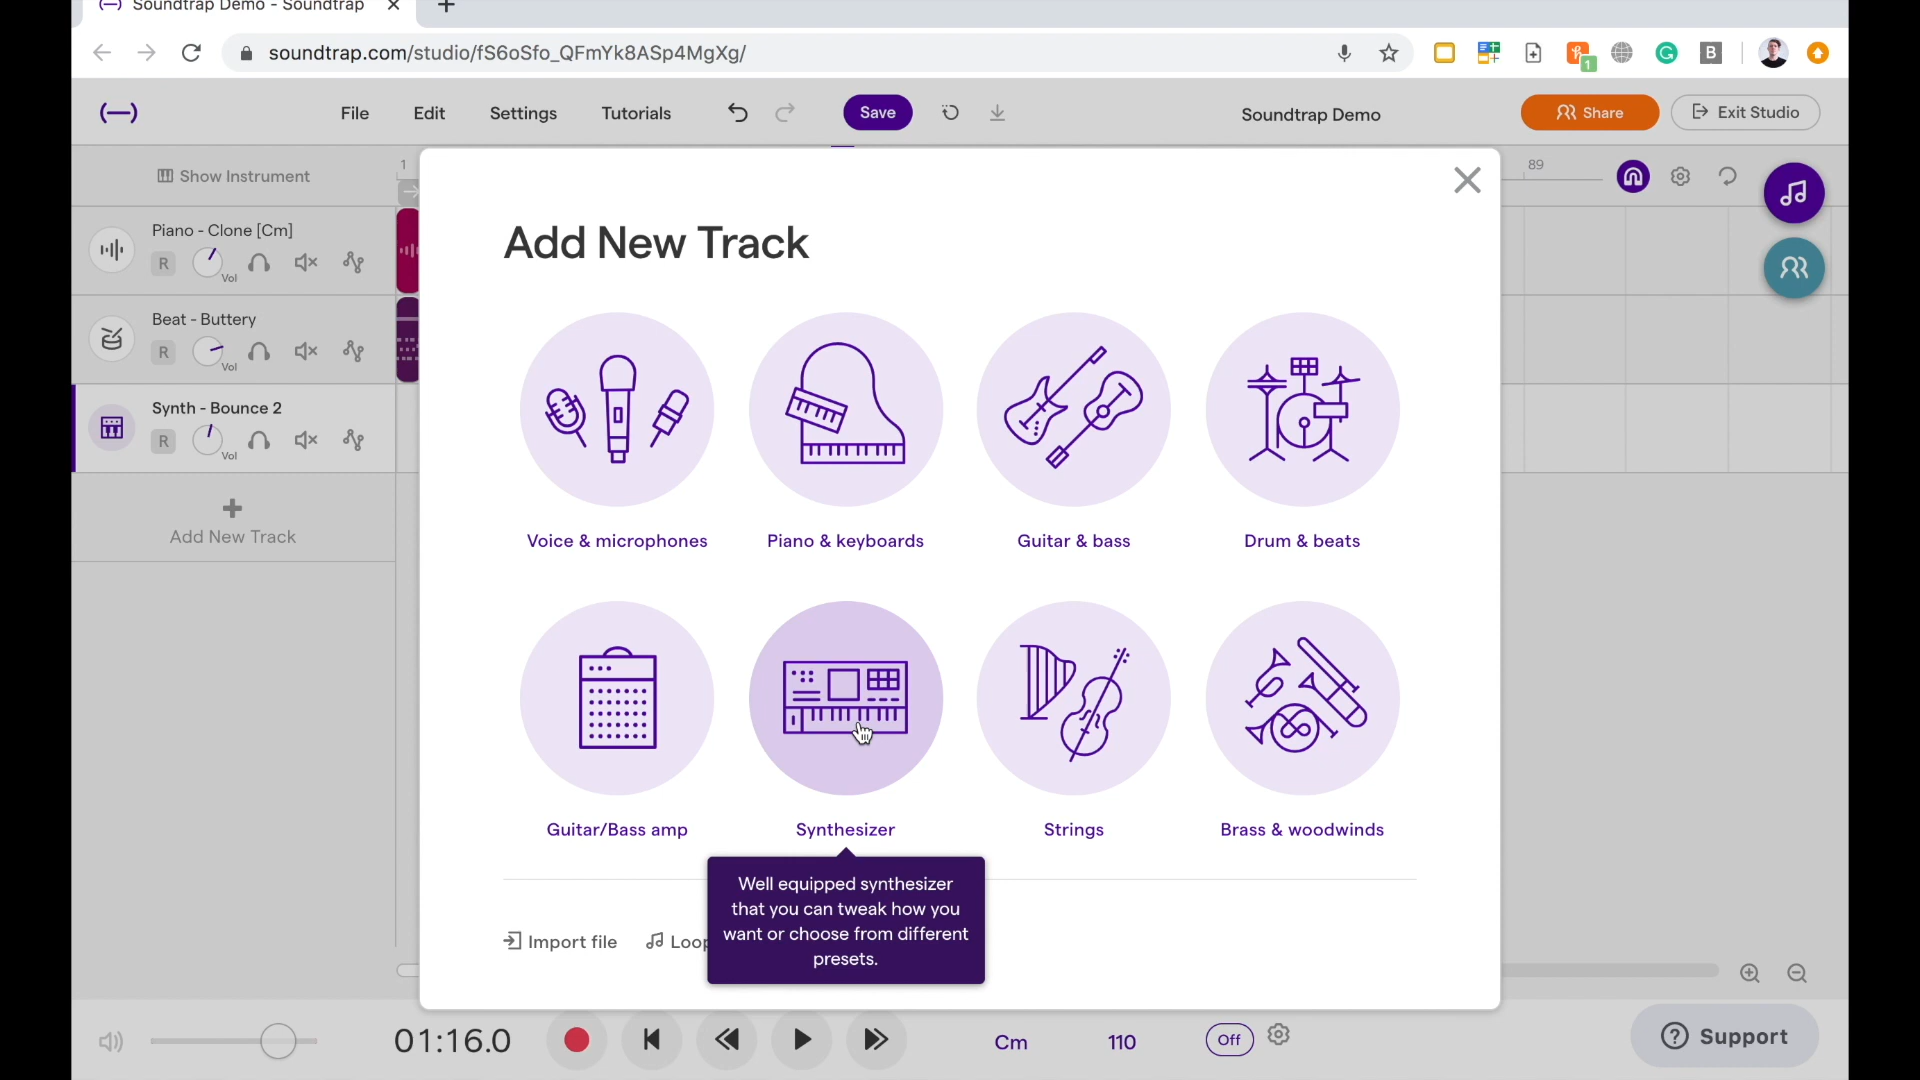 Soundtrap Demo - Soundtrap
soundtrap.com/studio/fS6oSfo_QFmYk8ASp4MgXg/
1
B
File Edit Settings Tutorials Save Soundtrap Demo Share Exit Studio
Show Instrument
1
89
Piano - Clone [Cm]
R
Vol
Beat - Buttery
R
Vol
Synth - Bounce 2
R
Vol
Add New Track
Add New Track
Voice & microphones
Piano & keyboards
Guitar & bass
Drum & beats
Guitar/Bass amp
Synthesizer
Strings
Brass & woodwinds
Well equipped synthesizer
that you can tweak how you
want or choose from different
presets.
Import file
Loop
01:16.0
Cm
110
Off
Support